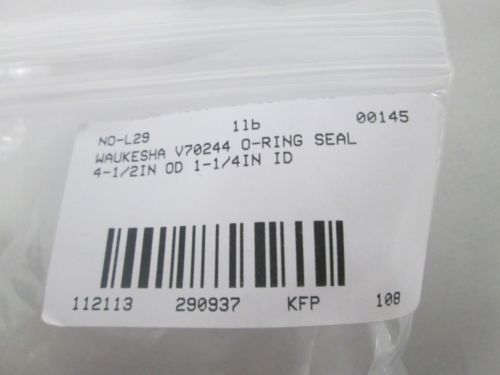 NO-L29 1lb 00145
WAUKESHA V70244 O-RING SEAL
4-1/2IN OD 1-1/4IN ID
112113 290937 KFP 108